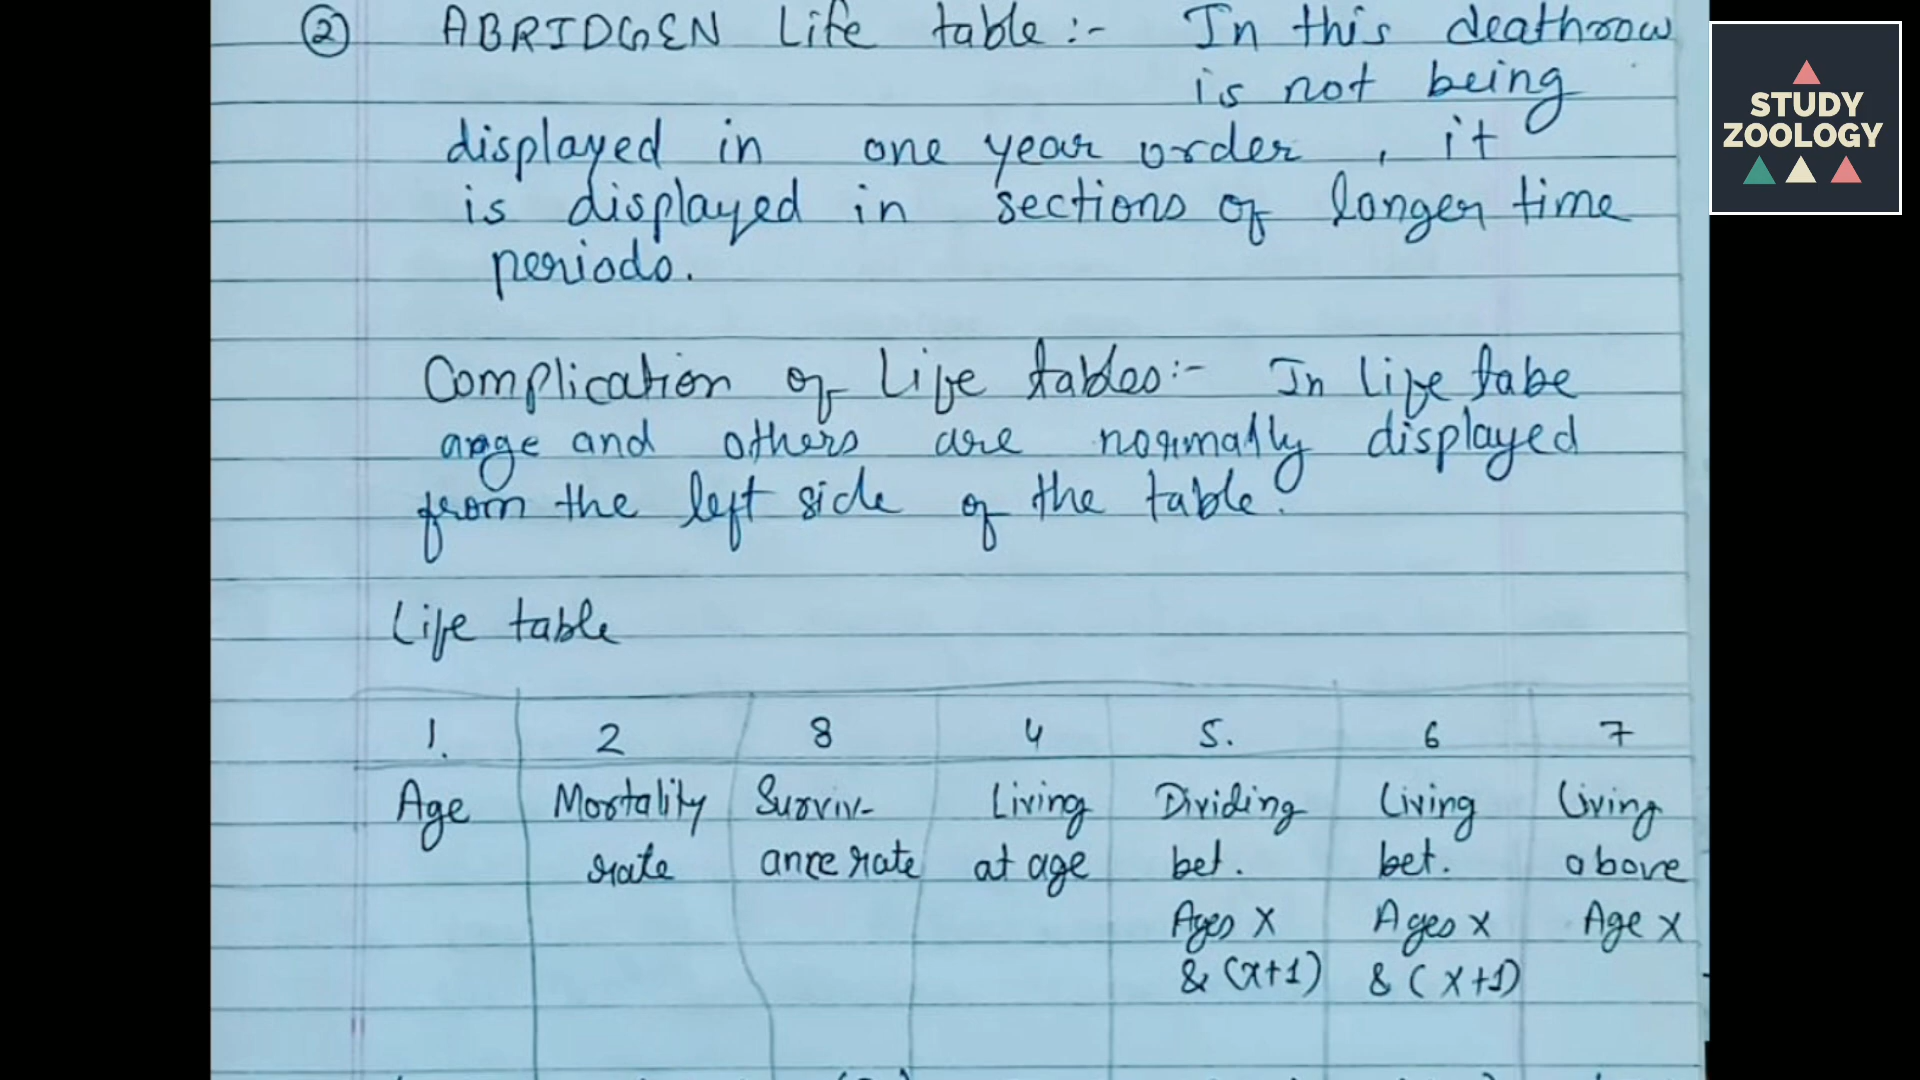 ② ABRIDGEN Life table :- In this deathrow
is not being
displayed in one year order, it
is displayed in sections of longer time
periods.
Complication of Life tables :- In Life tabe
ange and others are normally displayed
from the left side of the table.
Life table
1. 2 8 4 5. 6 7
Age Mortality Surviv- Living Dividing Living Living
rate ance rate at age bet. bet. above
Ages X Ages X Age X
& (x+1) & (X+1)
STUDY
ZOOLOGY